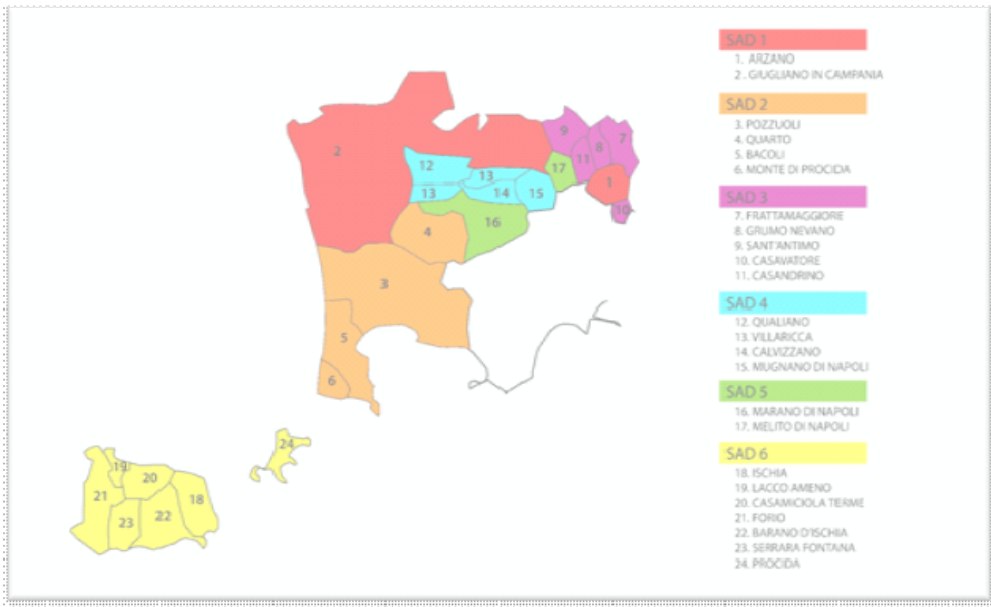 SAD 1
1. ARZANO
2. GIUGLIANO IN CAMPANIA
SAD 2
3. POZZUOLI
4. QUARTO
5. BACOLI
6. MONTE DI PROCIDA
SAD 3
7. FRATTAMAGGIORE
8. GRUMO NEVANO
9. SANT'ANTIMO
10. CASAVATORE
11. CASANDRINO
SAD 4
12. QUALIANO
13. VILLARICCA
14. CALVIZZANO
15. MUGNANO DI NAPOLI
SAD 5
16. MARANO DI NAPOLI
17. MELITO DI NAPOLI
SAD 6
18. ISCHIA
19. LACCO AMENO
20. CASAMICIOLA TERME
21. FORIO
22. BARANO D'ISCHIA
23. SERRARA FONTANA
24. PROCIDA
9
7
8
2
11
12
17
13
1
13
14
15
10
16
4
3
5
6
24
19
20
21
18
22
23